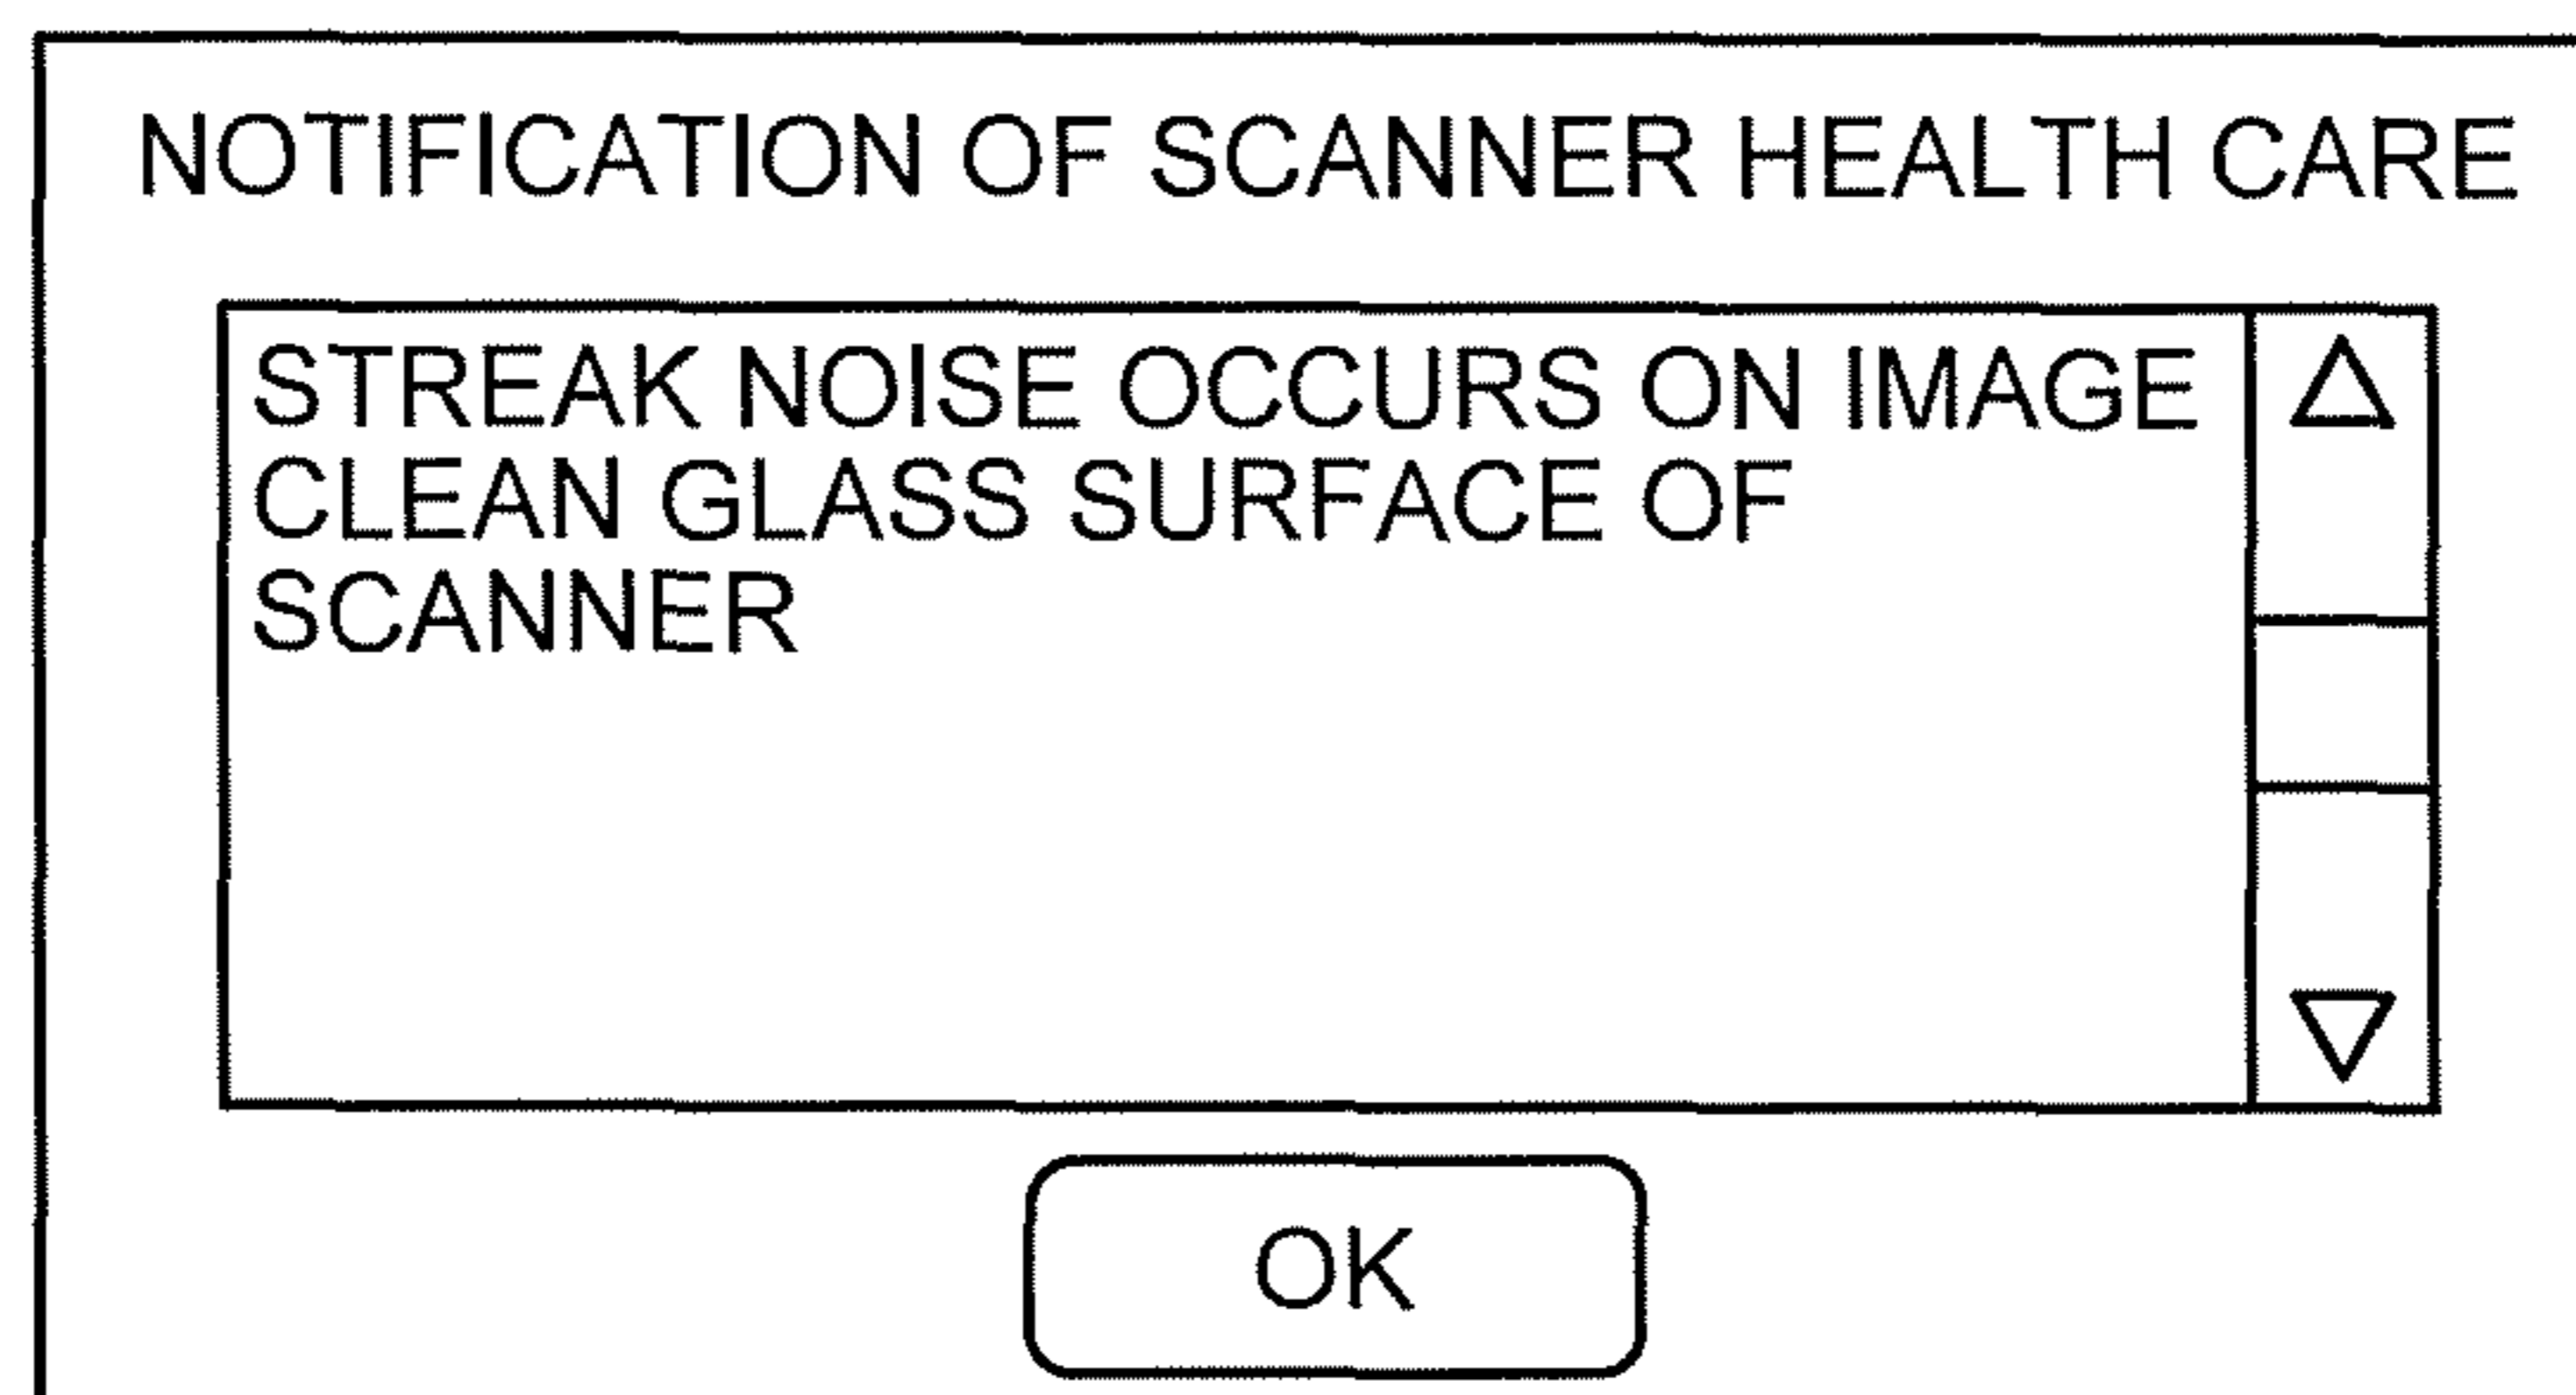 NOTIFICATION OF SCANNER HEALTH CARE
STREAK NOISE OCCURS ON IMAGE
CLEAN GLASS SURFACE OF
SCANNER
OK